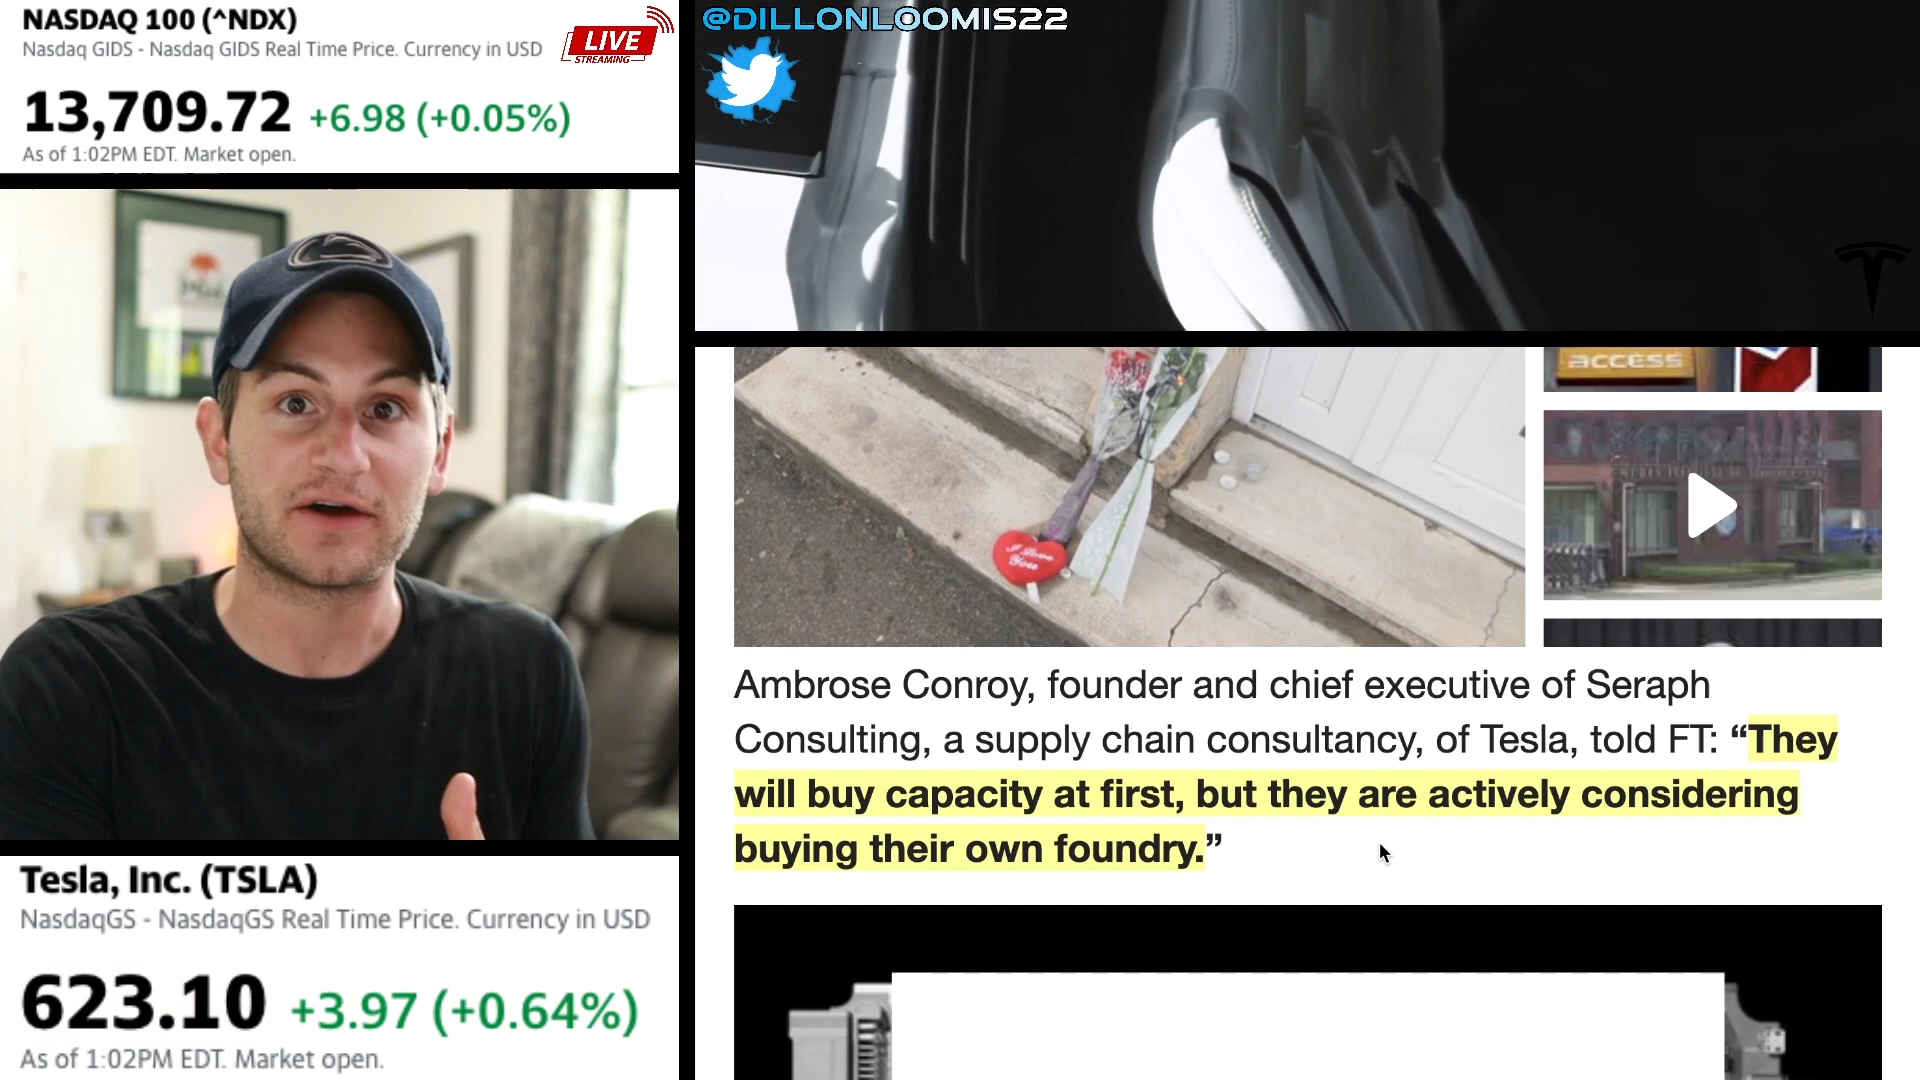 NASDAQ 100 (^NDX)
Nasdaq GIDS - Nasdaq GIDS Real Time Price. Currency in USD
LIVE
STREAMING
13,709.72 +6.98 (+0.05%)
As of 1:02PM EDT. Market open.
@DILLONLOOMIS22
access
I Love
You
Ambrose Conroy, founder and chief executive of Seraph
Consulting, a supply chain consultancy, of Tesla, told FT: “They
will buy capacity at first, but they are actively considering
buying their own foundry.”
Tesla, Inc. (TSLA)
NasdaqGS - NasdaqGS Real Time Price. Currency in USD
623.10 +3.97 (+0.64%)
As of 1:02PM EDT. Market open.